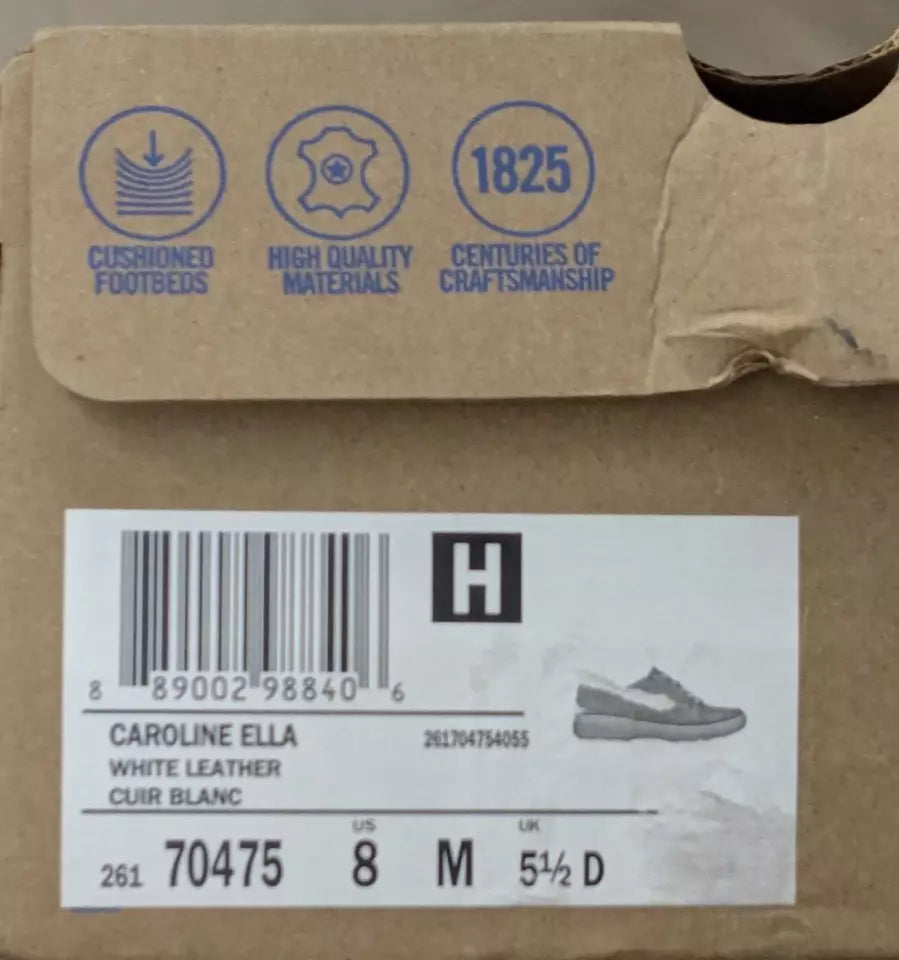 1825
CUSHIONED
FOOTBEDS
HIGH QUALITY
MATERIALS
CENTURIES OF
CRAFTSMANSHIP
H
8 89002 98840 6
CAROLINE ELLA
261704754055
WHITE LEATHER
CUIR BLANC
US
UK
261 70475 8 M 5½ D